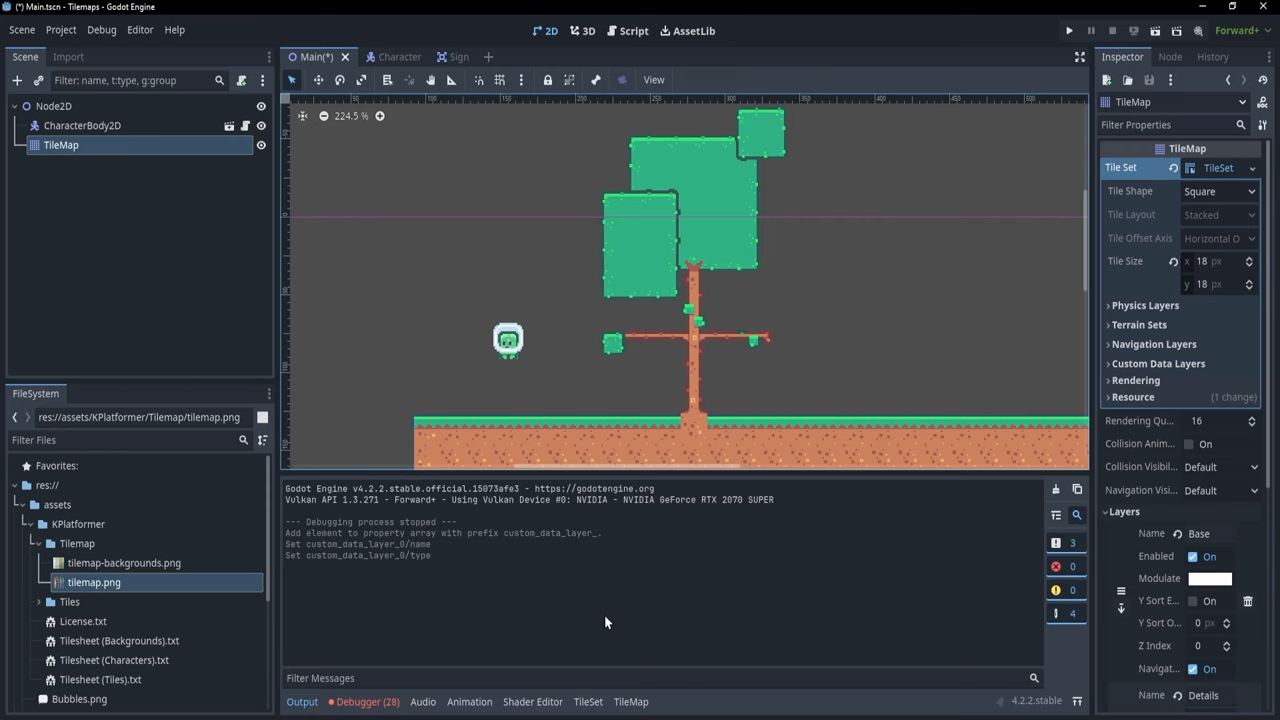 (*) Main.tscn - Tilemaps - Godot Engine
Scene Project Debug Editor Help
2D 3D Script AssetLib
Forward+
Scene Import
Filter: name, t:type, g:group
Node2D
CharacterBody2D
TileMap
FileSystem
res://assets/KPlatformer/Tilemap/tilemap.png
Filter Files
Favorites:
res://
assets
KPlatformer
Tilemap
tilemap-backgrounds.png
tilemap.png
Tiles
License.txt
Tilesheet (Backgrounds).txt
Tilesheet (Characters).txt
Tilesheet (Tiles).txt
Bubbles.png
Main(*) Character Sign
View
50 100 150 200 250 300 350 400 450 500
224.5 %
Godot Engine v4.2.2.stable.official.15073afe3 - https://godotengine.org
Vulkan API 1.3.271 - Forward+ - Using Vulkan Device #0: NVIDIA - NVIDIA GeForce RTX 2070 SUPER
--- Debugging process stopped ---
Add element to property array with prefix custom_data_layer_.
Set custom_data_layer_0/name
Set custom_data_layer_0/type
3
0
0
4
Filter Messages
Output Debugger (28) Audio Animation Shader Editor TileSet TileMap
4.2.2.stable
Inspector Node History
TileMap
Filter Properties
TileMap
Tile Set TileSet
Tile Shape Square
Tile Layout Stacked
Tile Offset Axis Horizontal O
Tile Size x 18 px
y 18 px
Physics Layers
Terrain Sets
Navigation Layers
Custom Data Layers
Rendering
Resource (1 change)
Rendering Qu... 16
Collision Anim... On
Collision Visibil... Default
Navigation Visi... Default
Layers
Name Base
Enabled On
Modulate
Y Sort E... On
Y Sort O... 0 px
Z Index 0
Navigat... On
Name Details